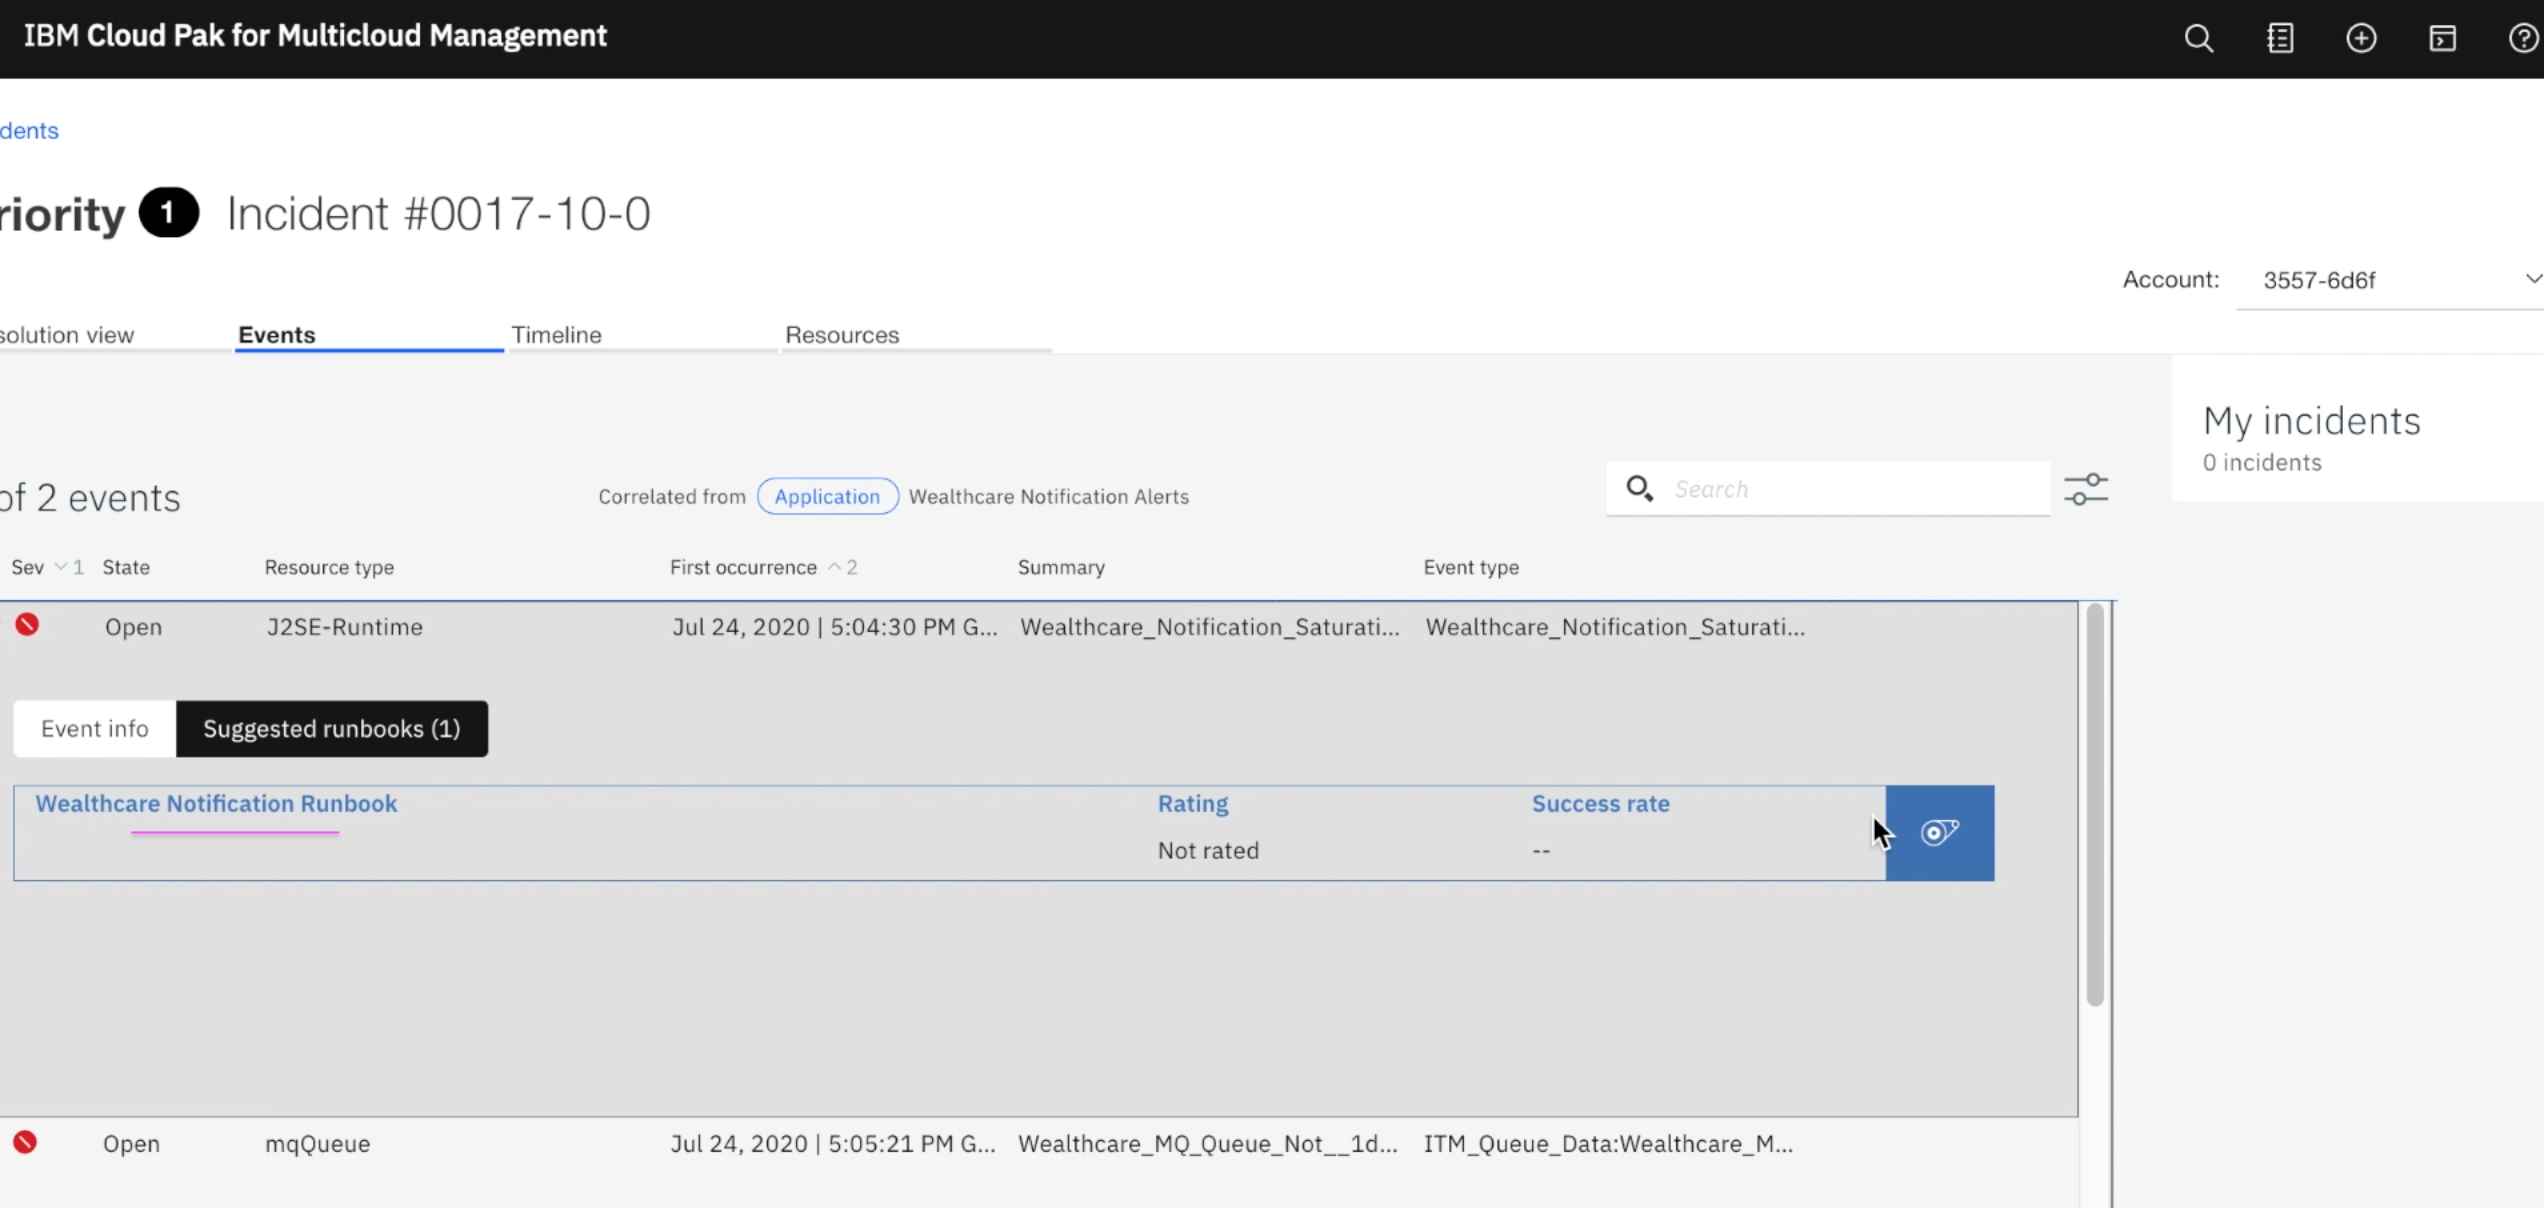 IBM Cloud Pak for Multicloud Management
dents
riority 1 Incident #0017-10-0
Account: 3557-6d6f
solution view Events Timeline Resources
My incidents
0 incidents
of 2 events Correlated from Application Wealthcare Notification Alerts Search
Sev 1 State Resource type First occurrence 2 Summary Event type
Open J2SE-Runtime Jul 24, 2020 | 5:04:30 PM G... Wealthcare_Notification_Saturati... Wealthcare_Notification_Saturati...
Event info Suggested runbooks (1)
Wealthcare Notification Runbook Rating Success rate
Not rated --
Open mqQueue Jul 24, 2020 | 5:05:21 PM G... Wealthcare_MQ_Queue_Not__1d... ITM_Queue_Data:Wealthcare_M...